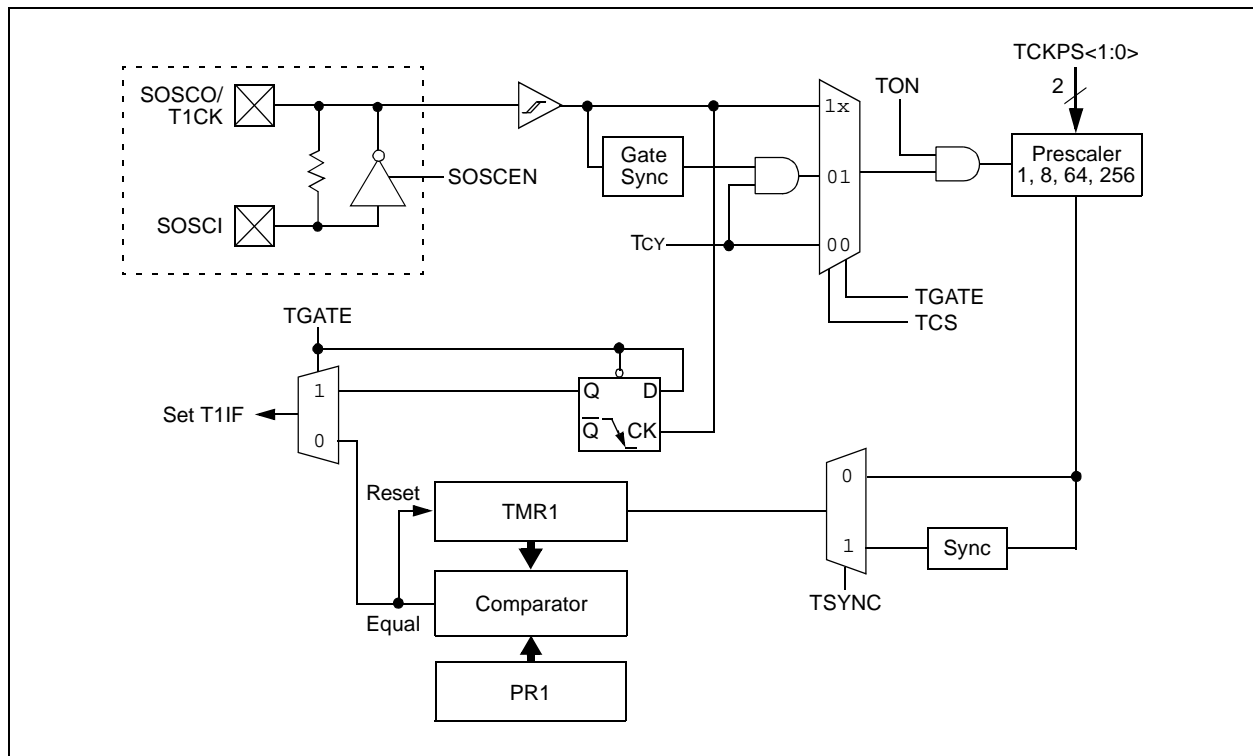 TCKPS<1:0>
SOSCO/
T1CK
TON
2
1x
Gate
Sync
Prescaler
1, 8, 64, 256
SOSCEN
01
SOSCI
TCY
00
TGATE
TCS
TGATE
1
Q D
Set T1IF
Q CK
0
Reset
TMR1
0
1
Sync
Comparator
TSYNC
Equal
PR1